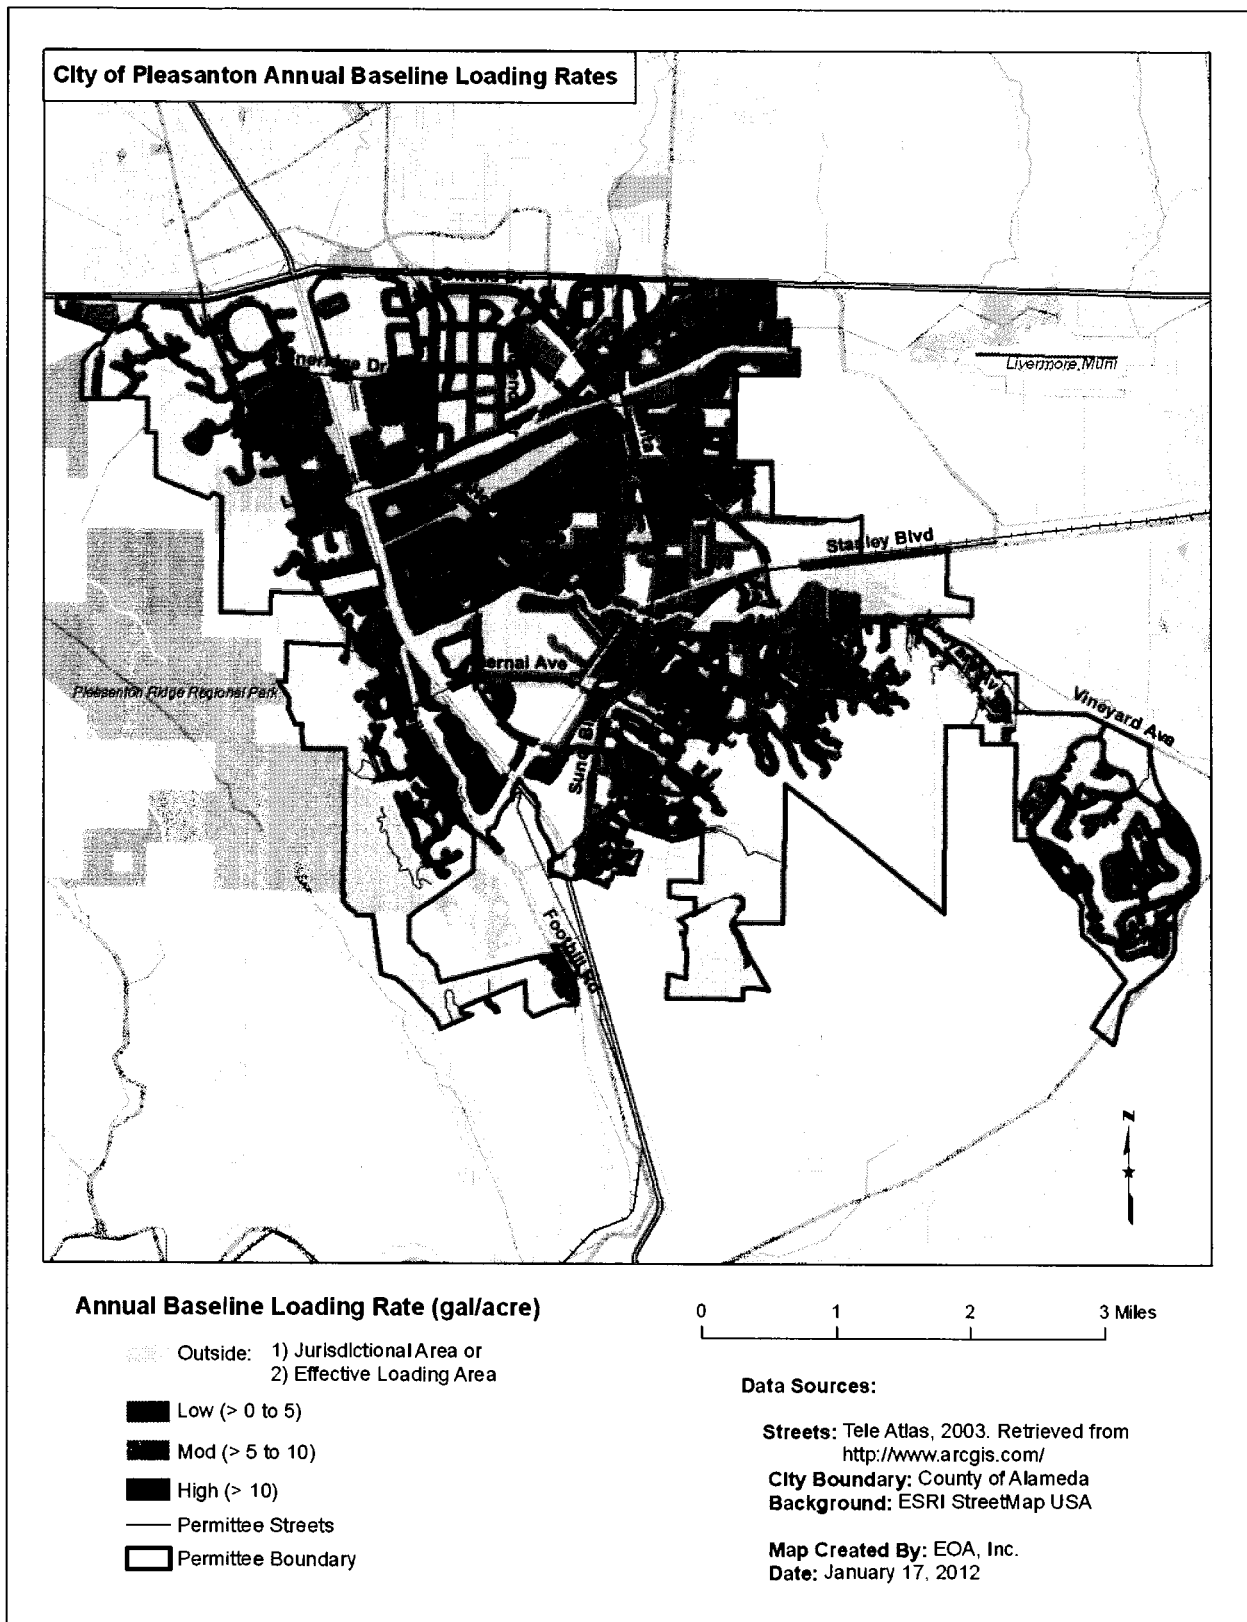 City of Pleasanton Annual Baseline Loading Rates
Livermore Muni
Stanley Blvd
Pleasanton Ridge Regional Park
Vineyard Ave
Foothill Rd
N
Annual Baseline Loading Rate (gal/acre)
Outside: 1) Jurisdictional Area or
2) Effective Loading Area
Low (> 0 to 5)
Mod (> 5 to 10)
High (> 10)
Permittee Streets
Permittee Boundary
0 1 2 3 Miles
Data Sources:
Streets: Tele Atlas, 2003. Retrieved from
http://www.arcgis.com/
City Boundary: County of Alameda
Background: ESRI StreetMap USA
Map Created By: EOA, Inc.
Date: January 17, 2012